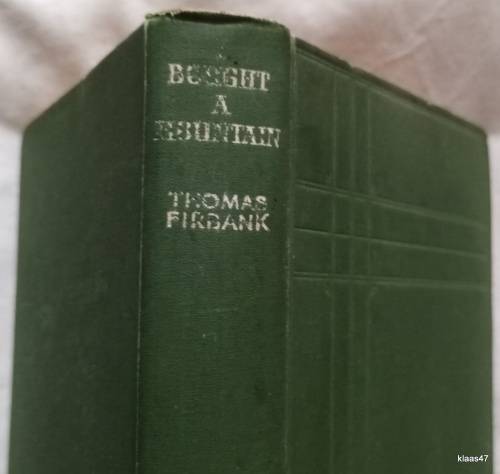 BOUGHT
A
MOUNTAIN
THOMAS
FIRBANK
klaas47